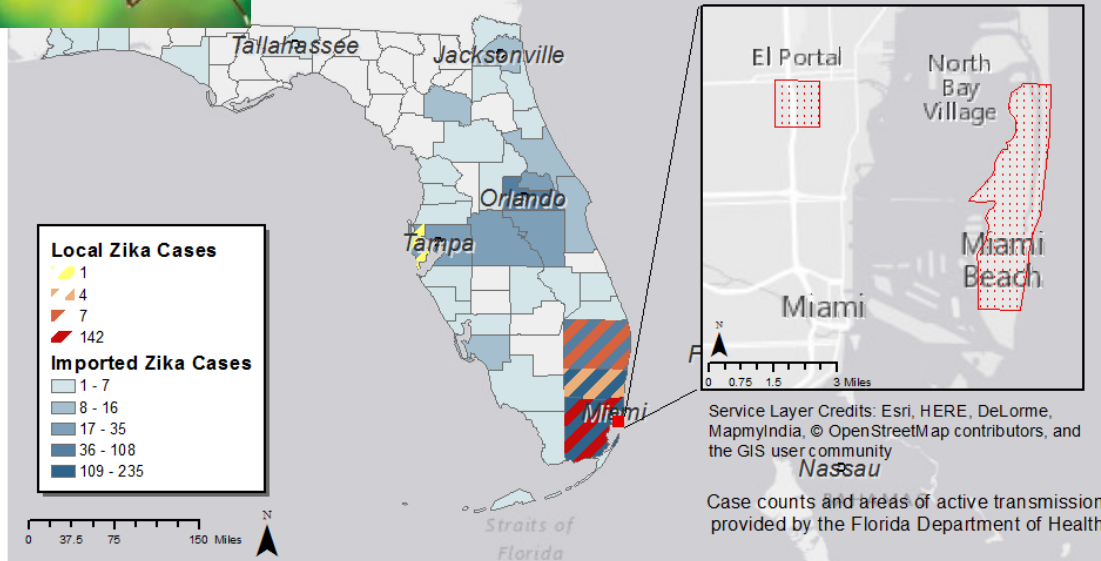 Tallahassee
Jacksonville
Orlando
Tampa
Miami
Local Zika Cases
1
4
7
142
Imported Zika Cases
1 - 7
8 - 16
17 - 35
36 - 108
109 - 235
0 37.5 75 150 Miles
N
Straits of
Florida
El Portal
North
Bay
Village
Miami
Beach
Miami
N
0 0.75 1.5 3 Miles
F
Service Layer Credits: Esri, HERE, DeLorme,
MapmyIndia, © OpenStreetMap contributors, and
the GIS user community
Nassau
BAHAMAS
Case counts and areas of active transmission
provided by the Florida Department of Health